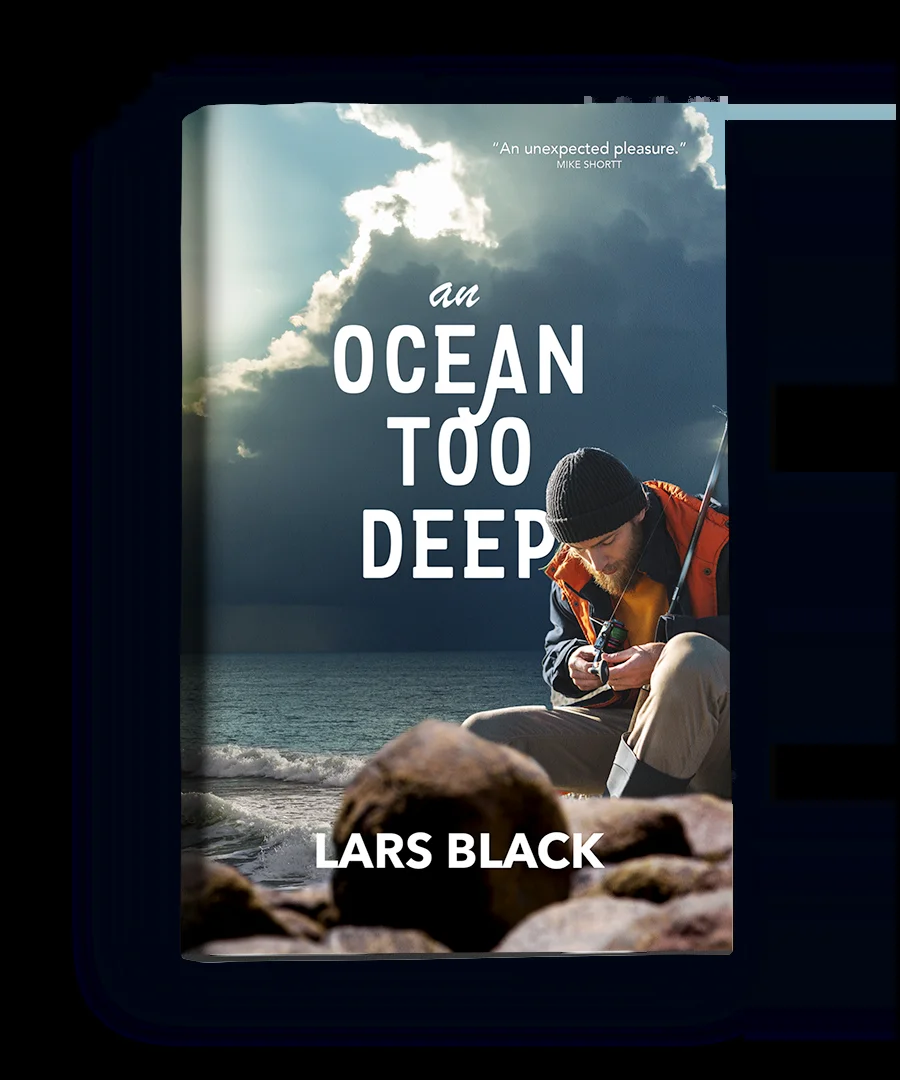 “An unexpected pleasure.”
MIKE SHORTT
an
OCEAN
TOO
DEEP
LARS BLACK